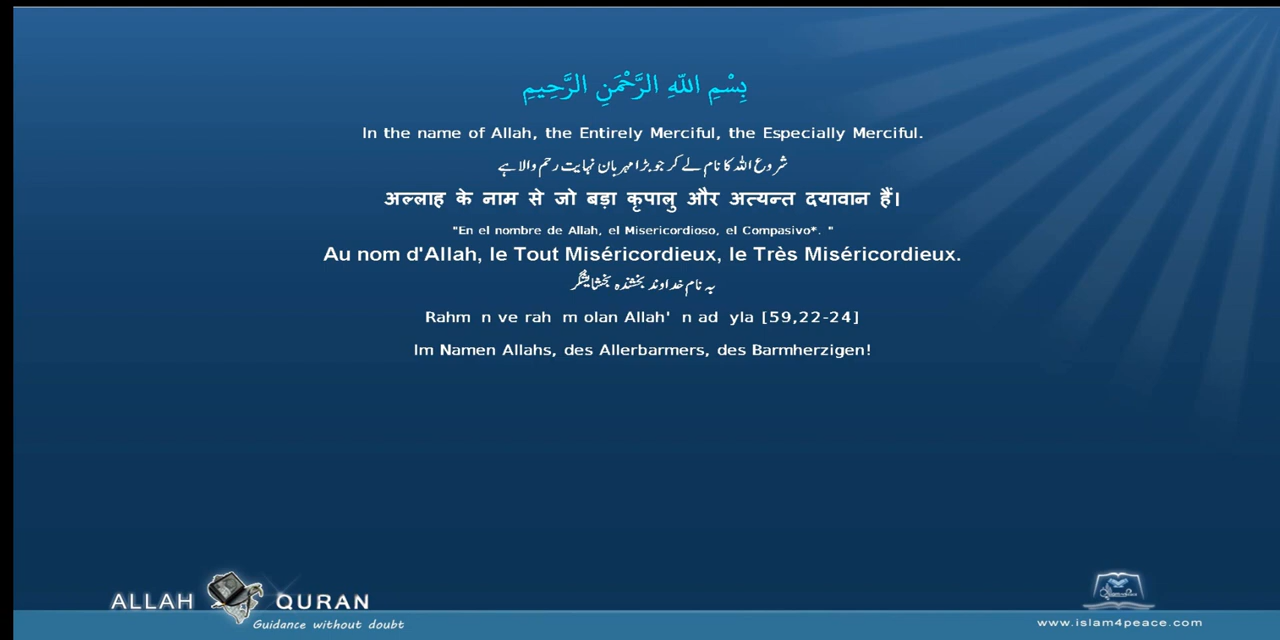 بِسْمِ اللّهِ الرَّحْمَنِ الرَّحِيمِ
In the name of Allah, the Entirely Merciful, the Especially Merciful.
شروع اللہ کا نام لے کر جو بڑا مہربان نہایت رحم والا ہے
अल्लाह के नाम से जो बड़ा कृपालु और अत्यन्त दयावान हैं।
"En el nombre de Allah, el Misericordioso, el Compasivo*. "
Au nom d'Allah, le Tout Miséricordieux, le Très Miséricordieux.
به نام خداوند بخشنده بخشایشگر
Rahm n ve rah m olan Allah' n ad yla [59,22-24]
Im Namen Allahs, des Allerbarmers, des Barmherzigen!
ALLAH QURAN
Guidance without doubt
www.islam4peace.com